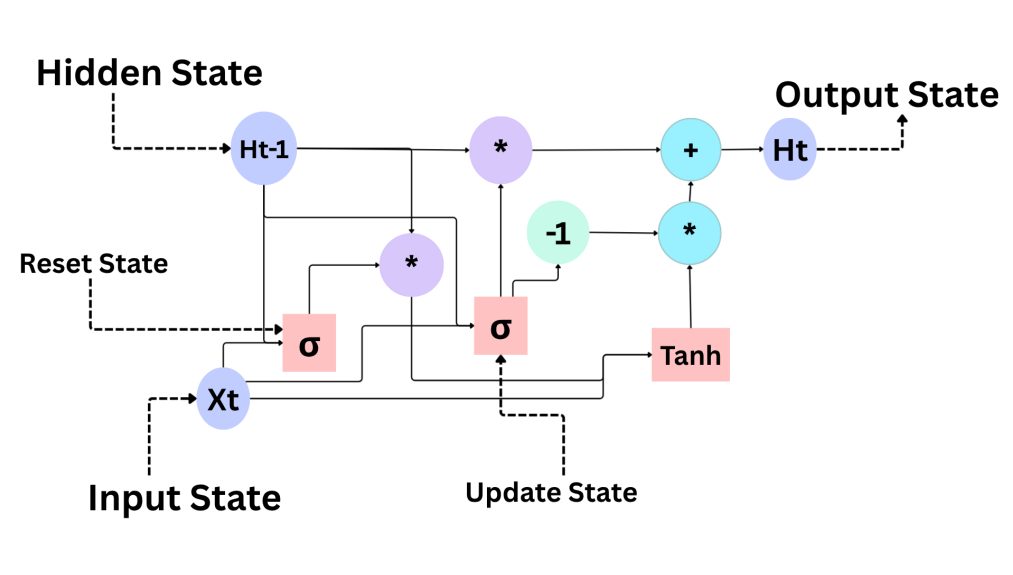 Hidden State
Output State
Ht-1
*
+
Ht
-1
*
Reset State
*
σ
σ
Tanh
Xt
Input State
Update State